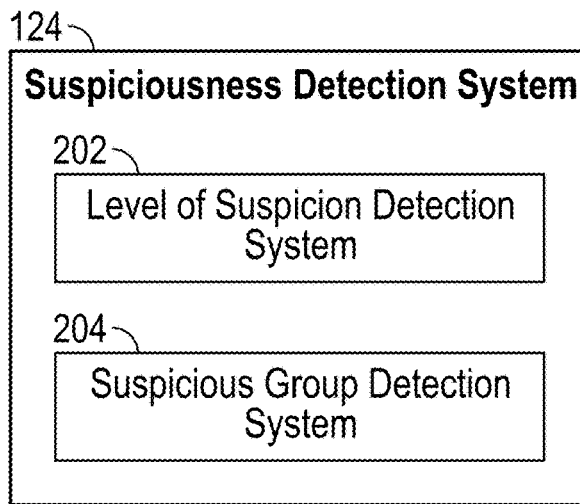 124
Suspiciousness Detection System
202
Level of Suspicion Detection
System
204
Suspicious Group Detection
System